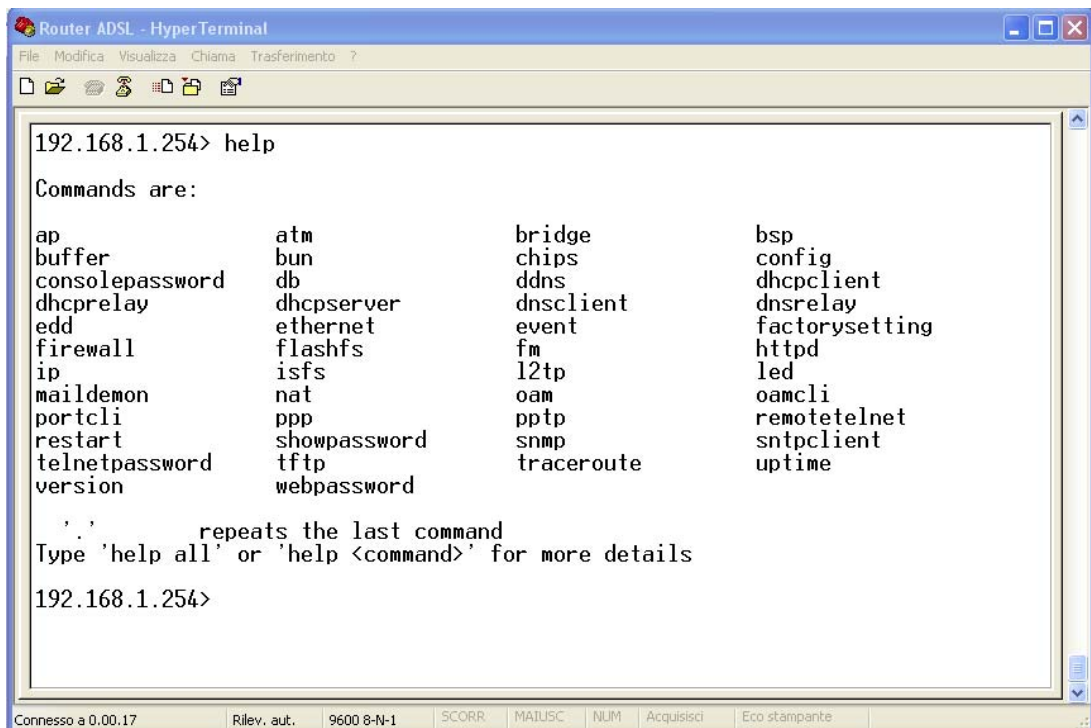 Router ADSL - HyperTerminal
File Modifica Visualizza Chiama Trasferimento ?
192.168.1.254> help
Commands are:
ap atm bridge bsp
buffer bun chips config
consolepassword db ddns dhcpclient
dhcprelay dhcpserver dnsclient dnsrelay
edd ethernet event factorysetting
firewall flashfs fm httpd
ip isfs l2tp led
maildemon nat oam oamcli
portcli ppp pptp remotetelnet
restart showpassword snmp sntpclient
telnetpassword tftp traceroute uptime
version webpassword
'.' repeats the last command
Type 'help all' or 'help <command>' for more details
192.168.1.254>
Connesso a 0.00.17 Rilev. aut. 9600 8-N-1 SCORR MAIUSC NUM Acquisisci Eco stampante